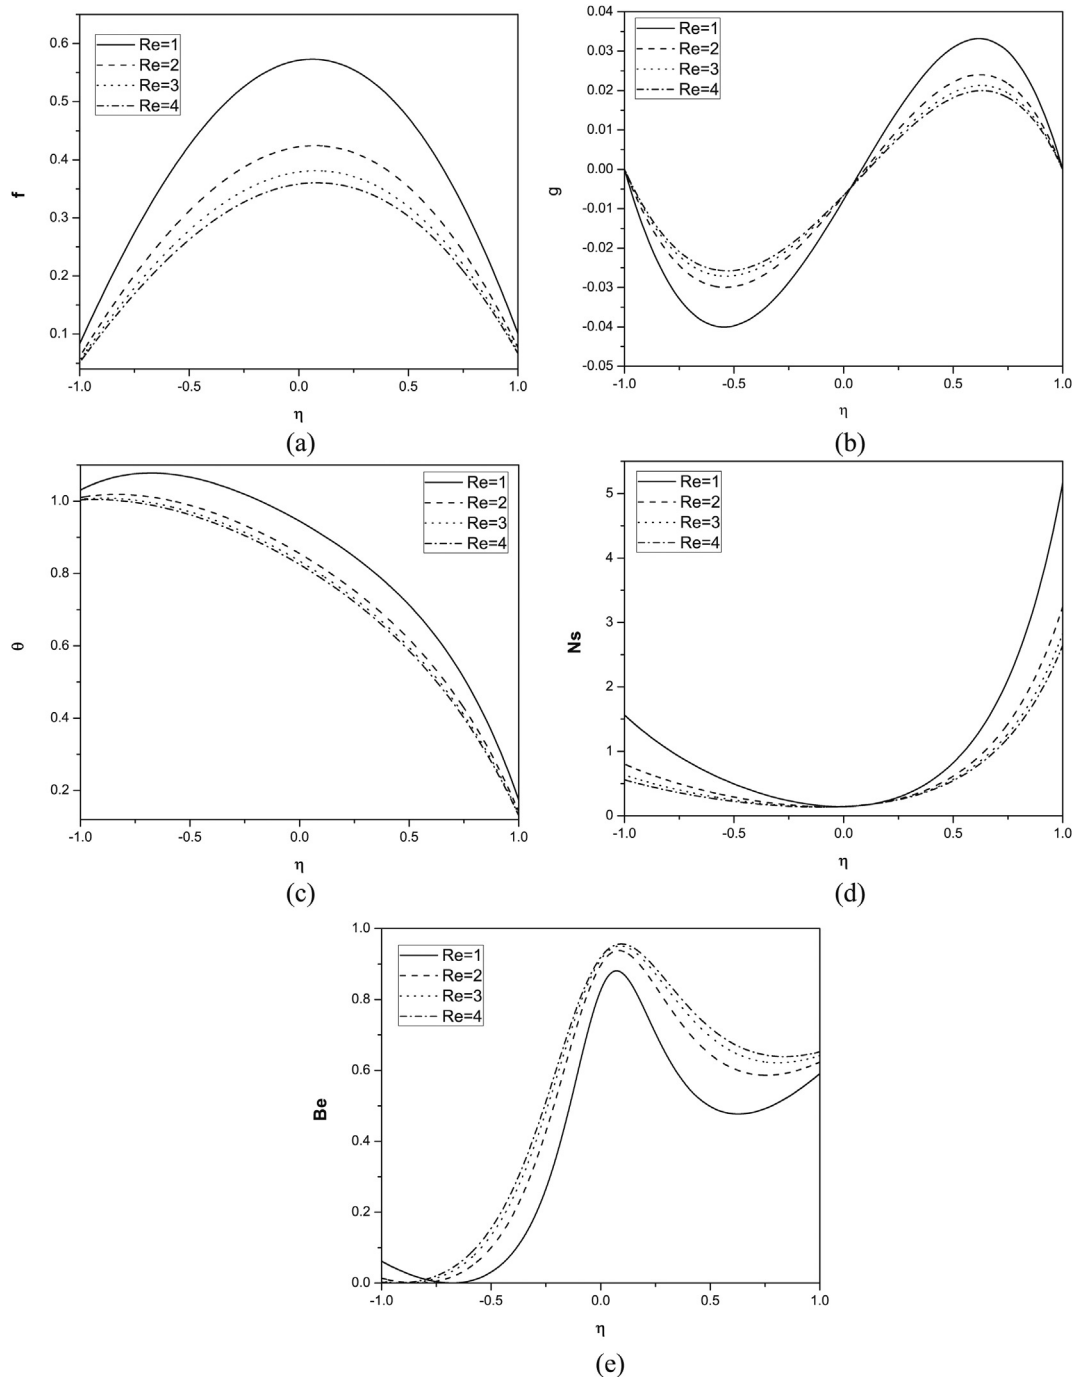 0.6
0.5
0.4
0.3
0.2
0.1
f
Re=1
Re=2
Re=3
Re=4
-1.0 -0.5 0.0 0.5 1.0
η
(a)
0.04
0.03
0.02
0.01
0.00
-0.01
-0.02
-0.03
-0.04
-0.05
g
Re=1
Re=2
Re=3
Re=4
-1.0 -0.5 0.0 0.5 1.0
η
(b)
1.0
0.8
0.6
0.4
0.2
θ
Re=1
Re=2
Re=3
Re=4
-1.0 -0.5 0.0 0.5 1.0
η
(c)
5
4
3
2
1
0
Ns
Re=1
Re=2
Re=3
Re=4
-1.0 -0.5 0.0 0.5 1.0
η
(d)
1.0
0.8
0.6
0.4
0.2
0.0
Be
Re=1
Re=2
Re=3
Re=4
-1.0 -0.5 0.0 0.5 1.0
η
(e)